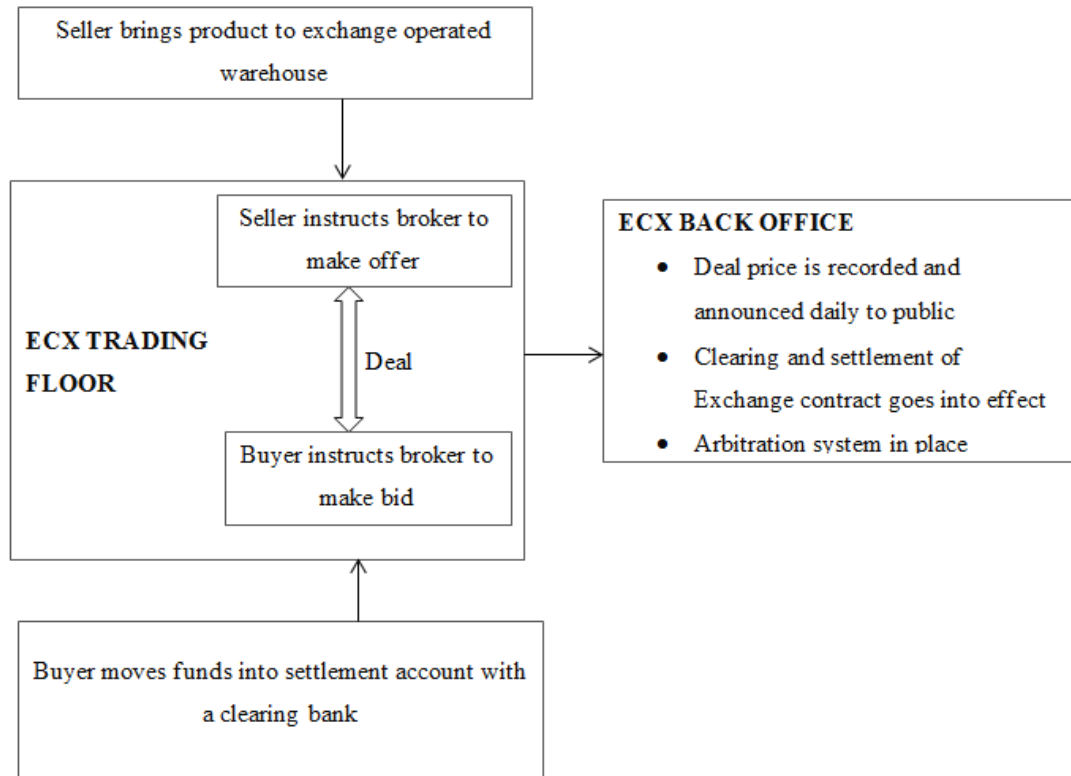 Seller brings product to exchange operated
warehouse
Seller instructs broker to
make offer
ECX TRADING
FLOOR
Deal
Buyer instructs broker to
make bid
ECX BACK OFFICE
• Deal price is recorded and
announced daily to public
• Clearing and settlement of
Exchange contract goes into effect
• Arbitration system in place
Buyer moves funds into settlement account with
a clearing bank